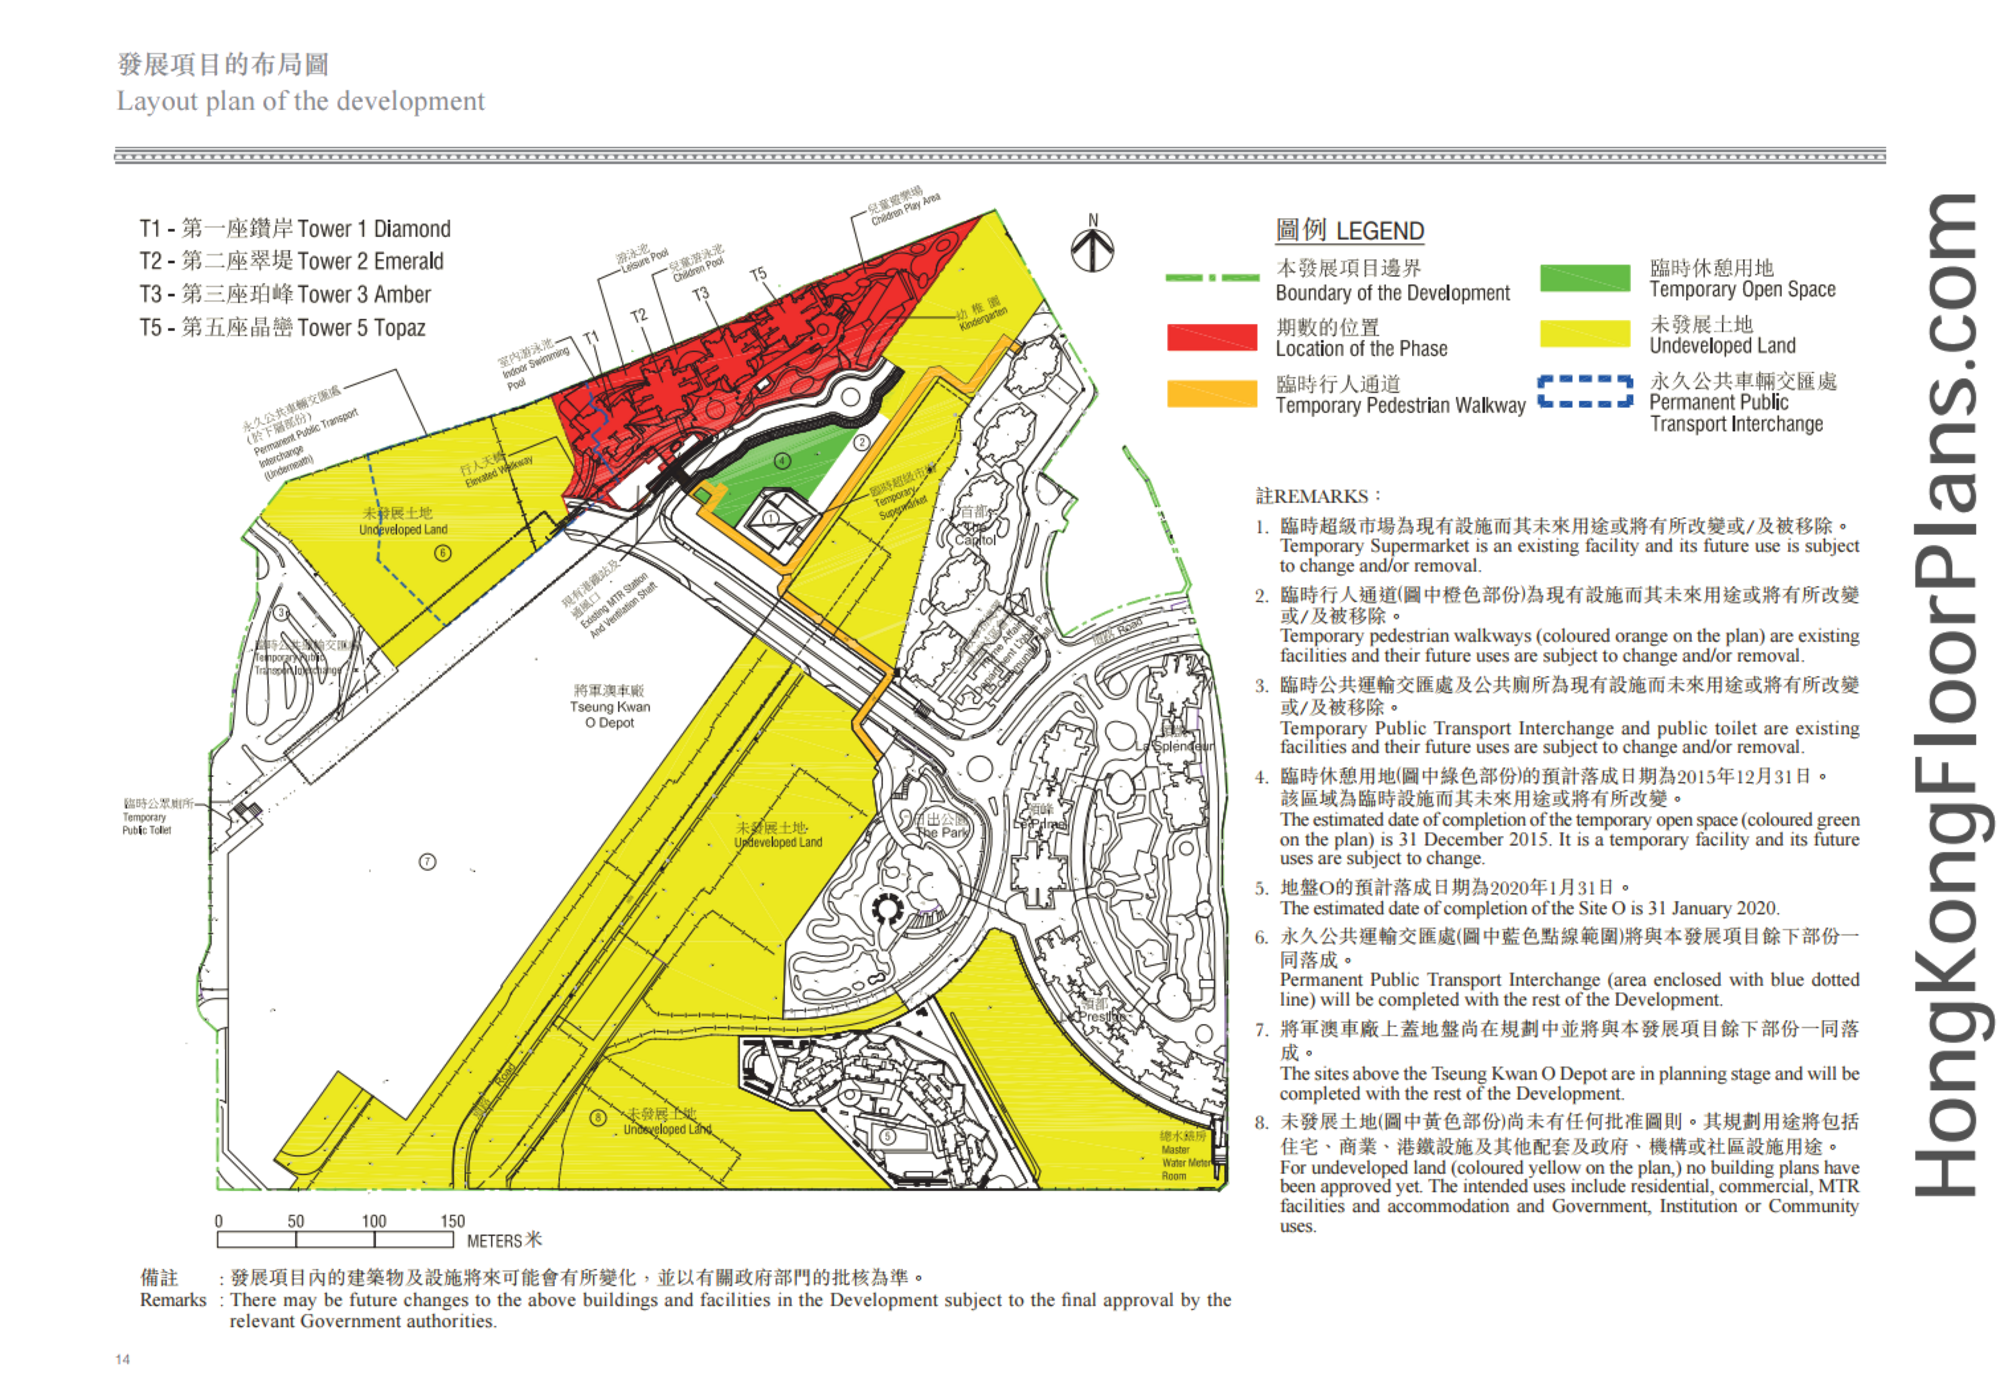 發展項目的布局圖
Layout plan of the development
T1 - 第一座鑽岸 Tower 1 Diamond
T2 - 第二座翠堤 Tower 2 Emerald
T3 - 第三座珀峰 Tower 3 Amber
T5 - 第五座晶巒 Tower 5 Topaz
兒童遊樂場
Children Play Area
游泳池
Leisure Pool
兒童游泳池
Children Pool
T5
T3
T2
T1
室內游泳池
Indoor Swimming
Pool
幼稚園
Kindergarten
永久公共車輛交匯處
(於下層部份)
Permanent Public Transport
Interchange
(Underneath)
行人天橋
Elevated Walkway
未發展土地
Undeveloped Land
6
4
2
1
臨時超級市場
Temporary
Supermarket
首都
The
Capitol
現有港鐵站及
通風口
Existing MTR Station
And Ventilation Shaft
3
臨時公共運輸交匯處
Temporary Public
Transport Interchange
將軍澳車廠
Tseung Kwan
O Depot
道路 Road
領凱
La Splendeur
臨時公眾廁所
Temporary
Public Toilet
7
未發展土地
Undeveloped Land
日出公園
The Park
領峰
Le Prime
領都
Le Prestige
道路 Road
8
未發展土地
Undeveloped Land
5
總水錶房
Master
Water Meter
Room
0 50 100 150
METERS 米
N
圖例 LEGEND
本發展項目邊界
Boundary of the Development
期數的位置
Location of the Phase
臨時行人通道
Temporary Pedestrian Walkway
臨時休憩用地
Temporary Open Space
未發展土地
Undeveloped Land
永久公共車輛交匯處
Permanent Public
Transport Interchange
註REMARKS：
1. 臨時超級市場為現有設施而其未來用途或將有所改變或/及被移除。
Temporary Supermarket is an existing facility and its future use is subject
to change and/or removal.
2. 臨時行人通道(圖中橙色部份)為現有設施而其未來用途或將有所改變
或/及被移除。
Temporary pedestrian walkways (coloured orange on the plan) are existing
facilities and their future uses are subject to change and/or removal.
3. 臨時公共運輸交匯處及公共廁所為現有設施而未來用途或將有所改變
或/及被移除。
Temporary Public Transport Interchange and public toilet are existing
facilities and their future uses are subject to change and/or removal.
4. 臨時休憩用地(圖中綠色部份)的預計落成日期為2015年12月31日。
該區域為臨時設施而其未來用途或將有所改變。
The estimated date of completion of the temporary open space (coloured green
on the plan) is 31 December 2015. It is a temporary facility and its future
uses are subject to change.
5. 地盤O的預計落成日期為2020年1月31日。
The estimated date of completion of the Site O is 31 January 2020.
6. 永久公共運輸交匯處(圖中藍色點線範圍)將與本發展項目餘下部份一
同落成。
Permanent Public Transport Interchange (area enclosed with blue dotted
line) will be completed with the rest of the Development.
7. 將軍澳車廠上蓋地盤尚在規劃中並將與本發展項目餘下部份一同落
成。
The sites above the Tseung Kwan O Depot are in planning stage and will be
completed with the rest of the Development.
8. 未發展土地(圖中黃色部份)尚未有任何批准圖則。其規劃用途將包括
住宅、商業、港鐵設施及其他配套及政府、機構或社區設施用途。
For undeveloped land (coloured yellow on the plan,) no building plans have
been approved yet. The intended uses include residential, commercial, MTR
facilities and accommodation and Government, Institution or Community
uses.
備註 : 發展項目內的建築物及設施將來可能會有所變化，並以有關政府部門的批核為準。
Remarks : There may be future changes to the above buildings and facilities in the Development subject to the final approval by the
relevant Government authorities.
14
HongKongFloorPlans.com